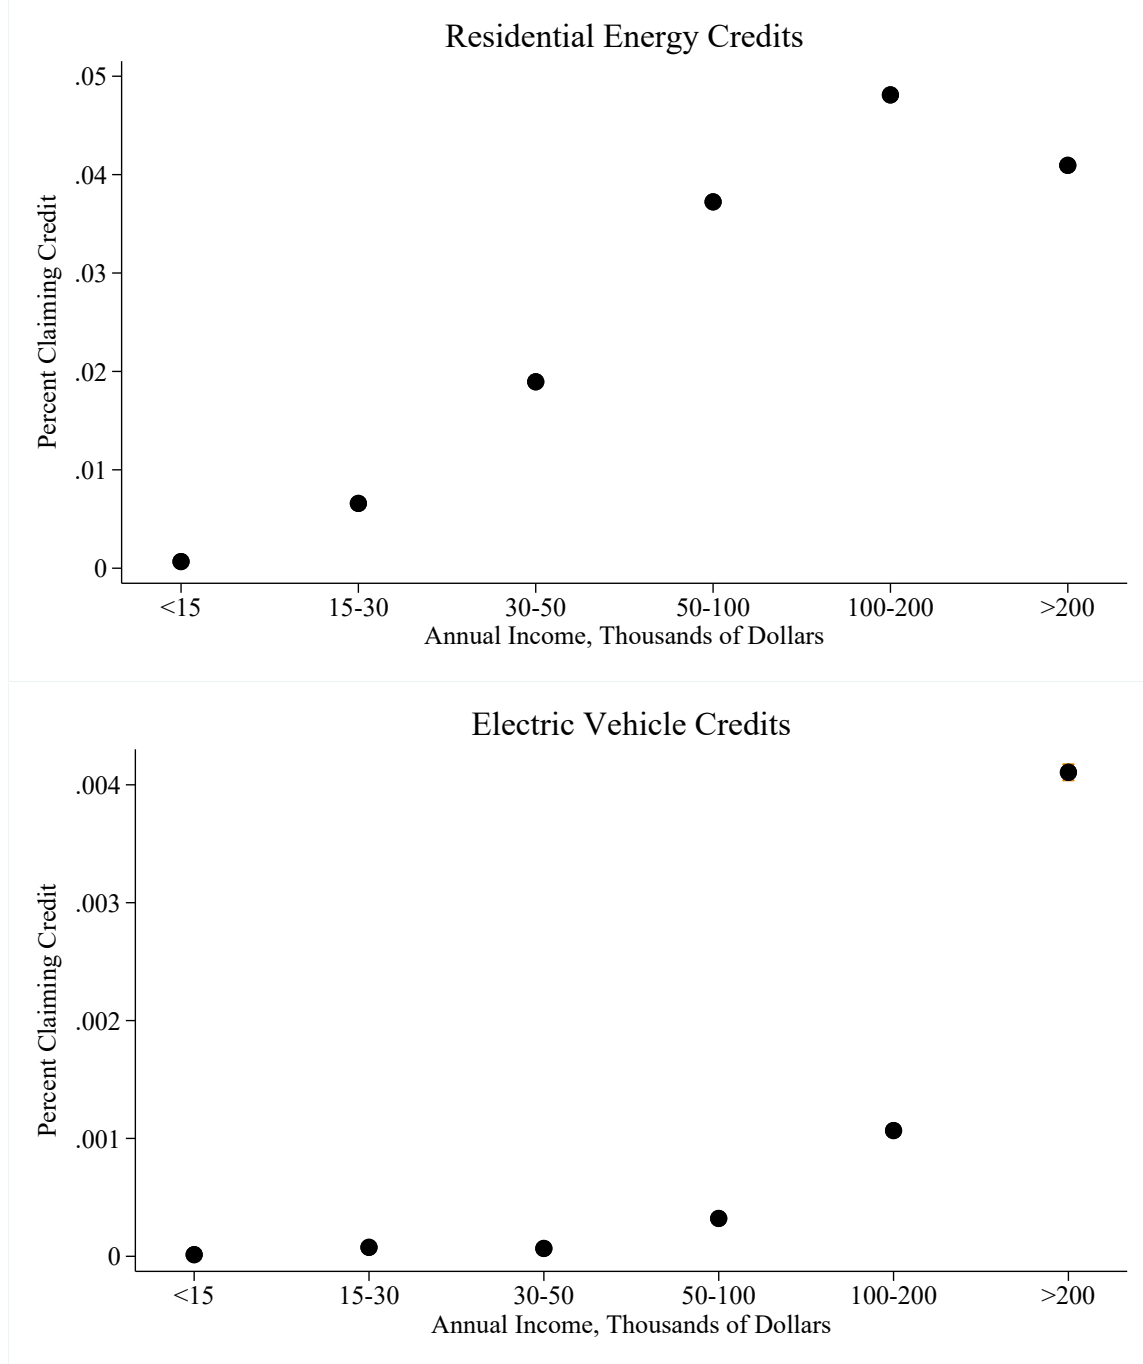 Residential Energy Credits
.05
.04
.03
.02
.01
0
Percent Claiming Credit
<15 15-30 30-50 50-100 100-200 >200
Annual Income, Thousands of Dollars
Electric Vehicle Credits
.004
.003
.002
.001
0
Percent Claiming Credit
<15 15-30 30-50 50-100 100-200 >200
Annual Income, Thousands of Dollars